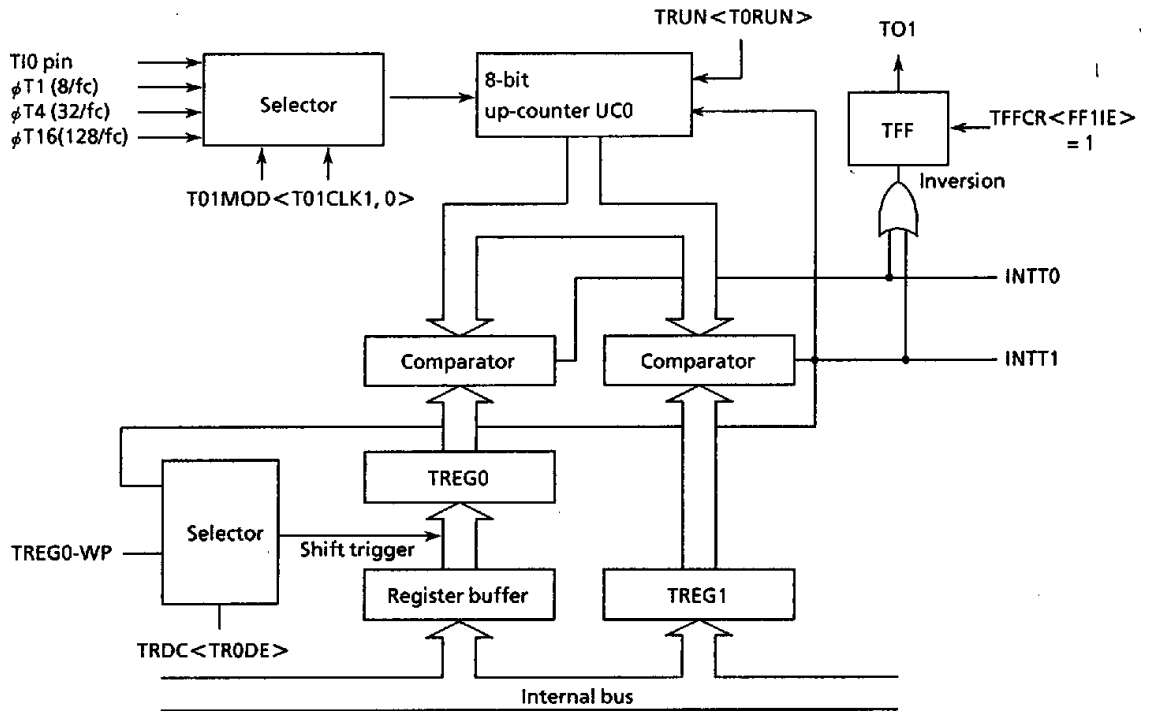 TRUN<T0RUN>
TO1
TI0 pin
ϕT1 (8/fc)
ϕT4 (32/fc)
ϕT16(128/fc)
Selector
8-bit
up-counter UC0
TFF
TFFCR<FF1IE>
= 1
T01MOD<T01CLK1, 0>
Inversion
INTT0
Comparator
Comparator
INTT1
TREG0
Selector
TREG0-WP
Shift trigger
Register buffer
TREG1
TRDC<TR0DE>
Internal bus